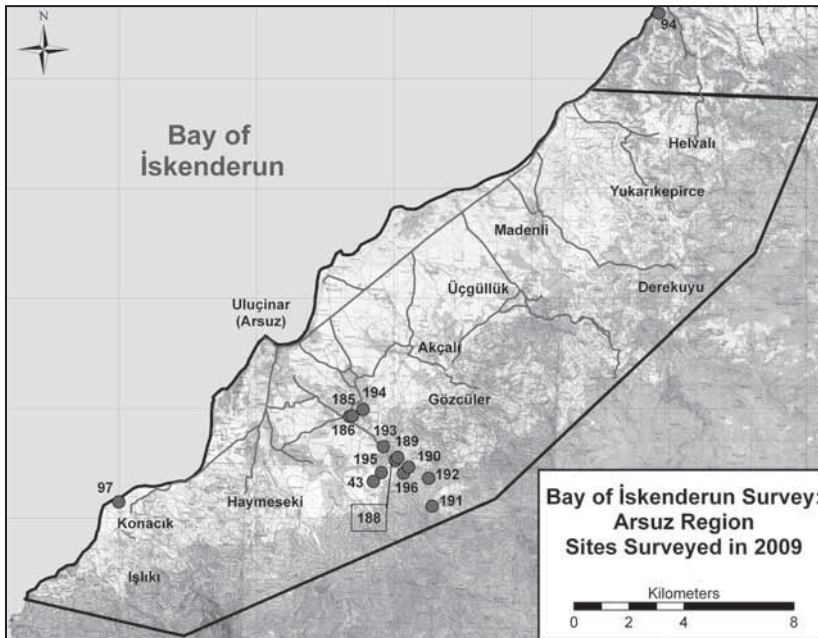 N
94
Bay of
İskenderun
Helvalı
Yukarıkepirce
Madenli
Üçgüllük
Derekuyu
Uluçinar
(Arsuz)
Akçalı
Gözcüler
185
194
186
193
189
195
190
43
196
192
191
188
97
Konacık
Haymeseki
Işlıkı
Bay of İskenderun Survey:
Arsuz Region
Sites Surveyed in 2009
Kilometers
0 2 4 8